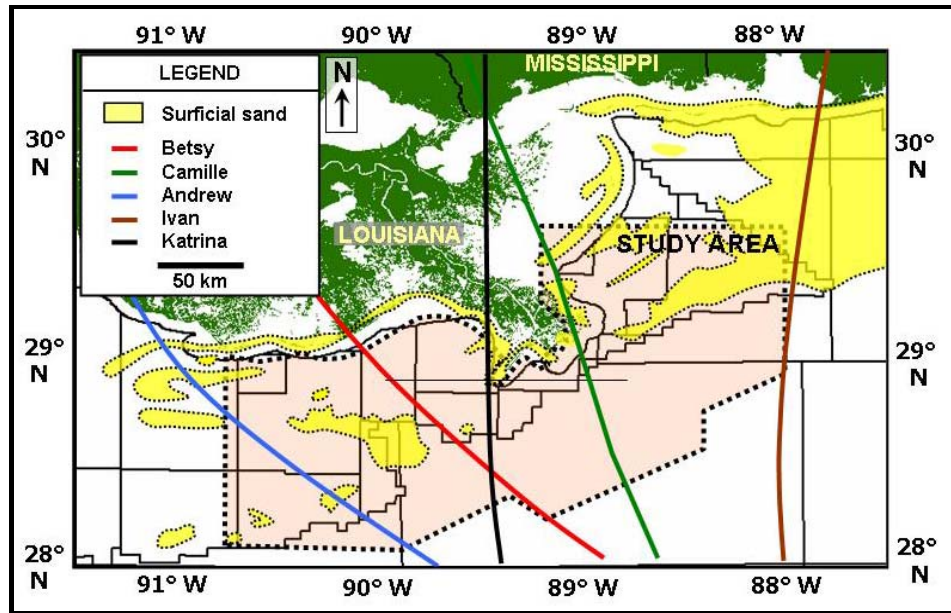 91° W 90° W 89° W 88° W
LEGEND
Surficial sand
Betsy
Camille
Andrew
Ivan
Katrina
50 km
N
MISSISSIPPI
LOUISIANA
STUDY AREA
30°
N
30°
N
29°
N
29°
N
28°
N
28°
N
91° W 90° W 89° W 88° W